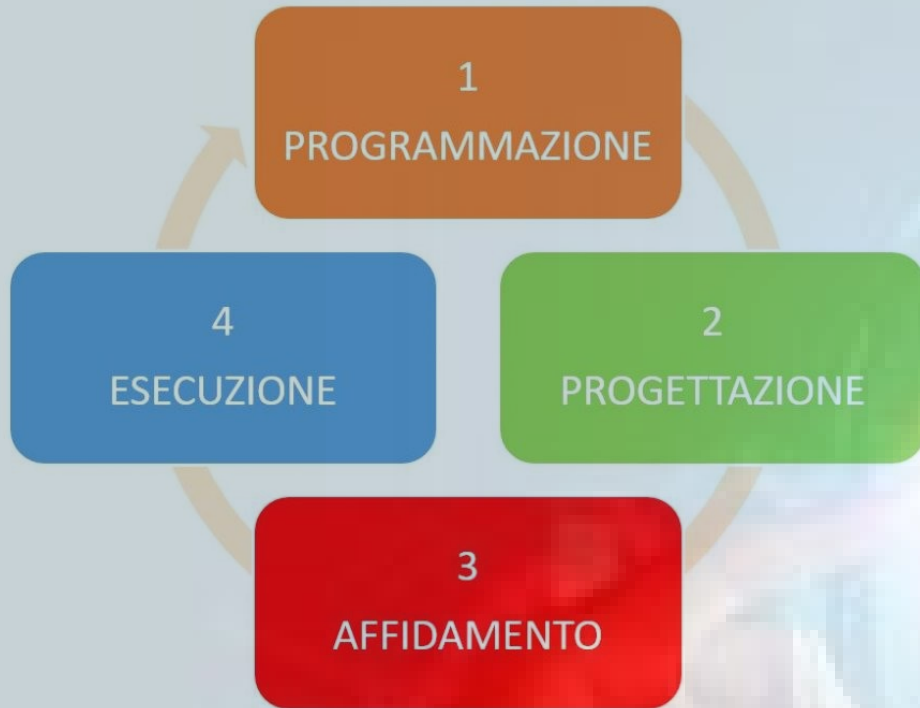 1
PROGRAMMAZIONE
2
PROGETTAZIONE
3
AFFIDAMENTO
4
ESECUZIONE